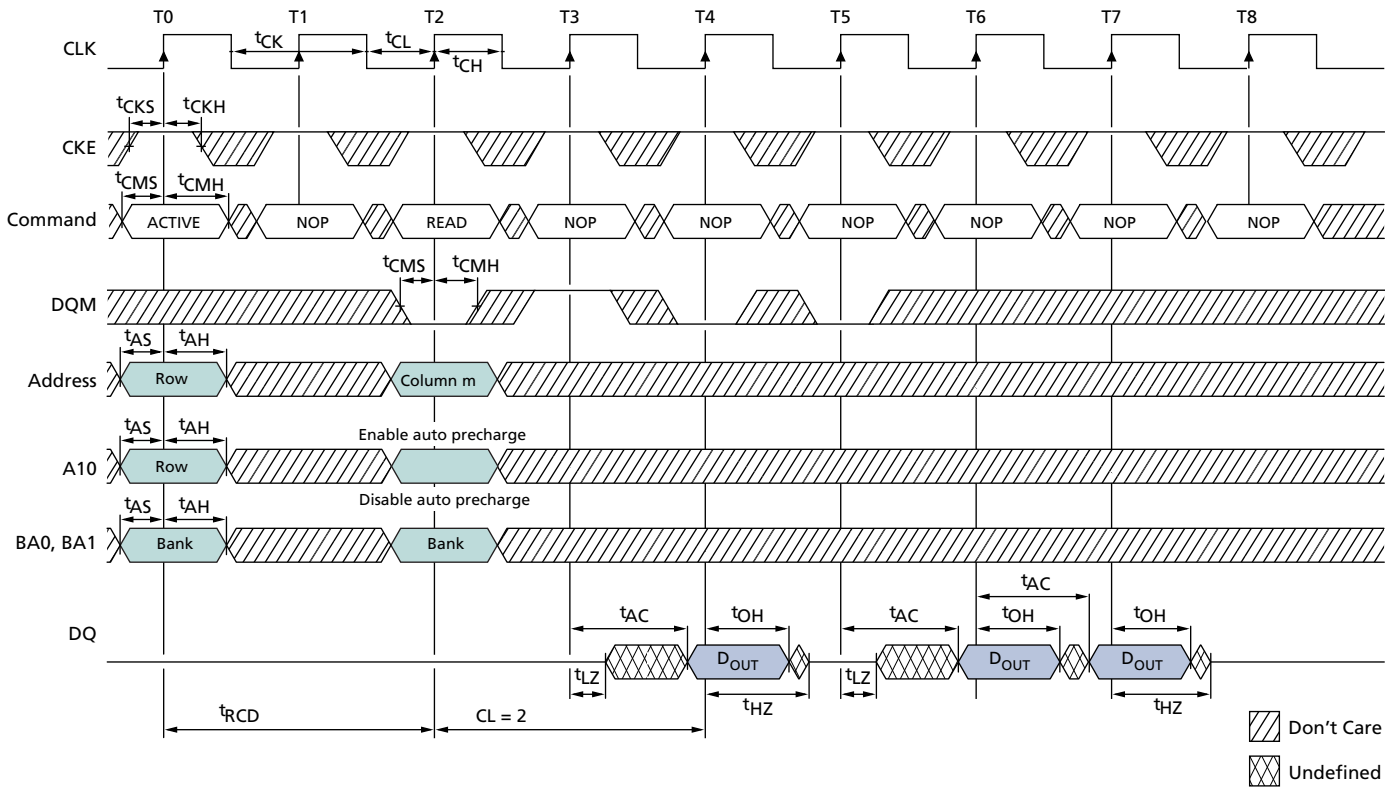 T0 T1 T2 T3 T4 T5 T6 T7 T8
CLK
tCK tCL
tCH
tCKS tCKH
CKE
tCMS tCMH
Command ACTIVE NOP READ NOP NOP NOP NOP NOP NOP
tCMS tCMH
DQM
tAS tAH
Address Row Column m
tAS tAH Enable auto precharge
A10 Row
tAS tAH Disable auto precharge
BA0, BA1 Bank Bank
tAC
tAC tOH tAC tOH tOH
DQ
DOUT DOUT DOUT
tLZ tLZ
tHZ tHZ
tRCD CL = 2
Don't Care
Undefined